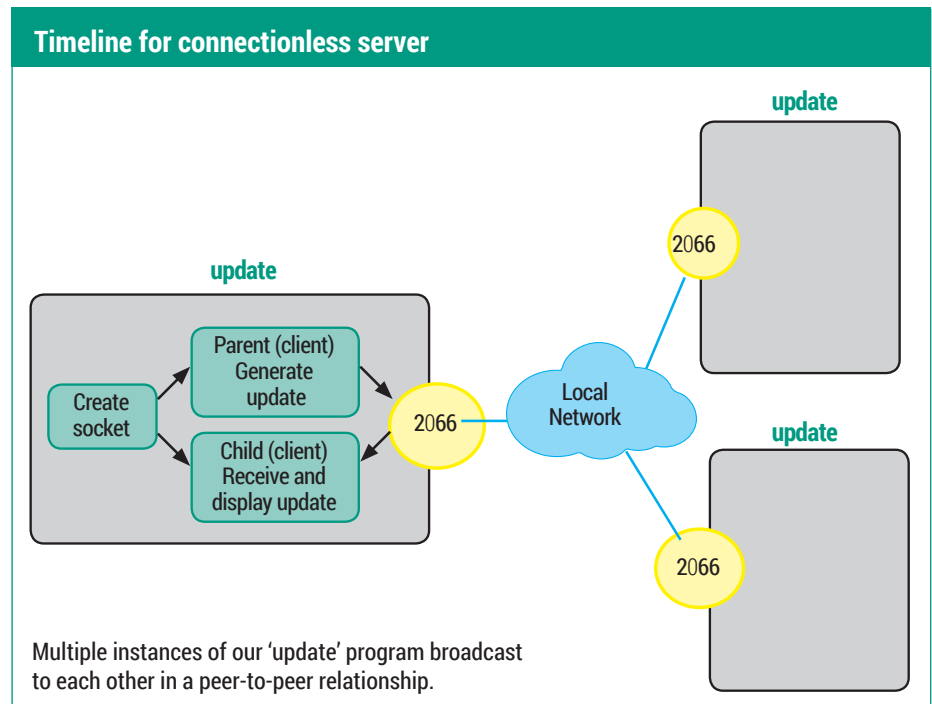 Timeline for connectionless server
update
2066
update
Parent (client)
Generate
update
Create
socket
Child (client)
Receive and
display update
2066
Local
Network
update
2066
Multiple instances of our ‘update’ program broadcast
to each other in a peer-to-peer relationship.